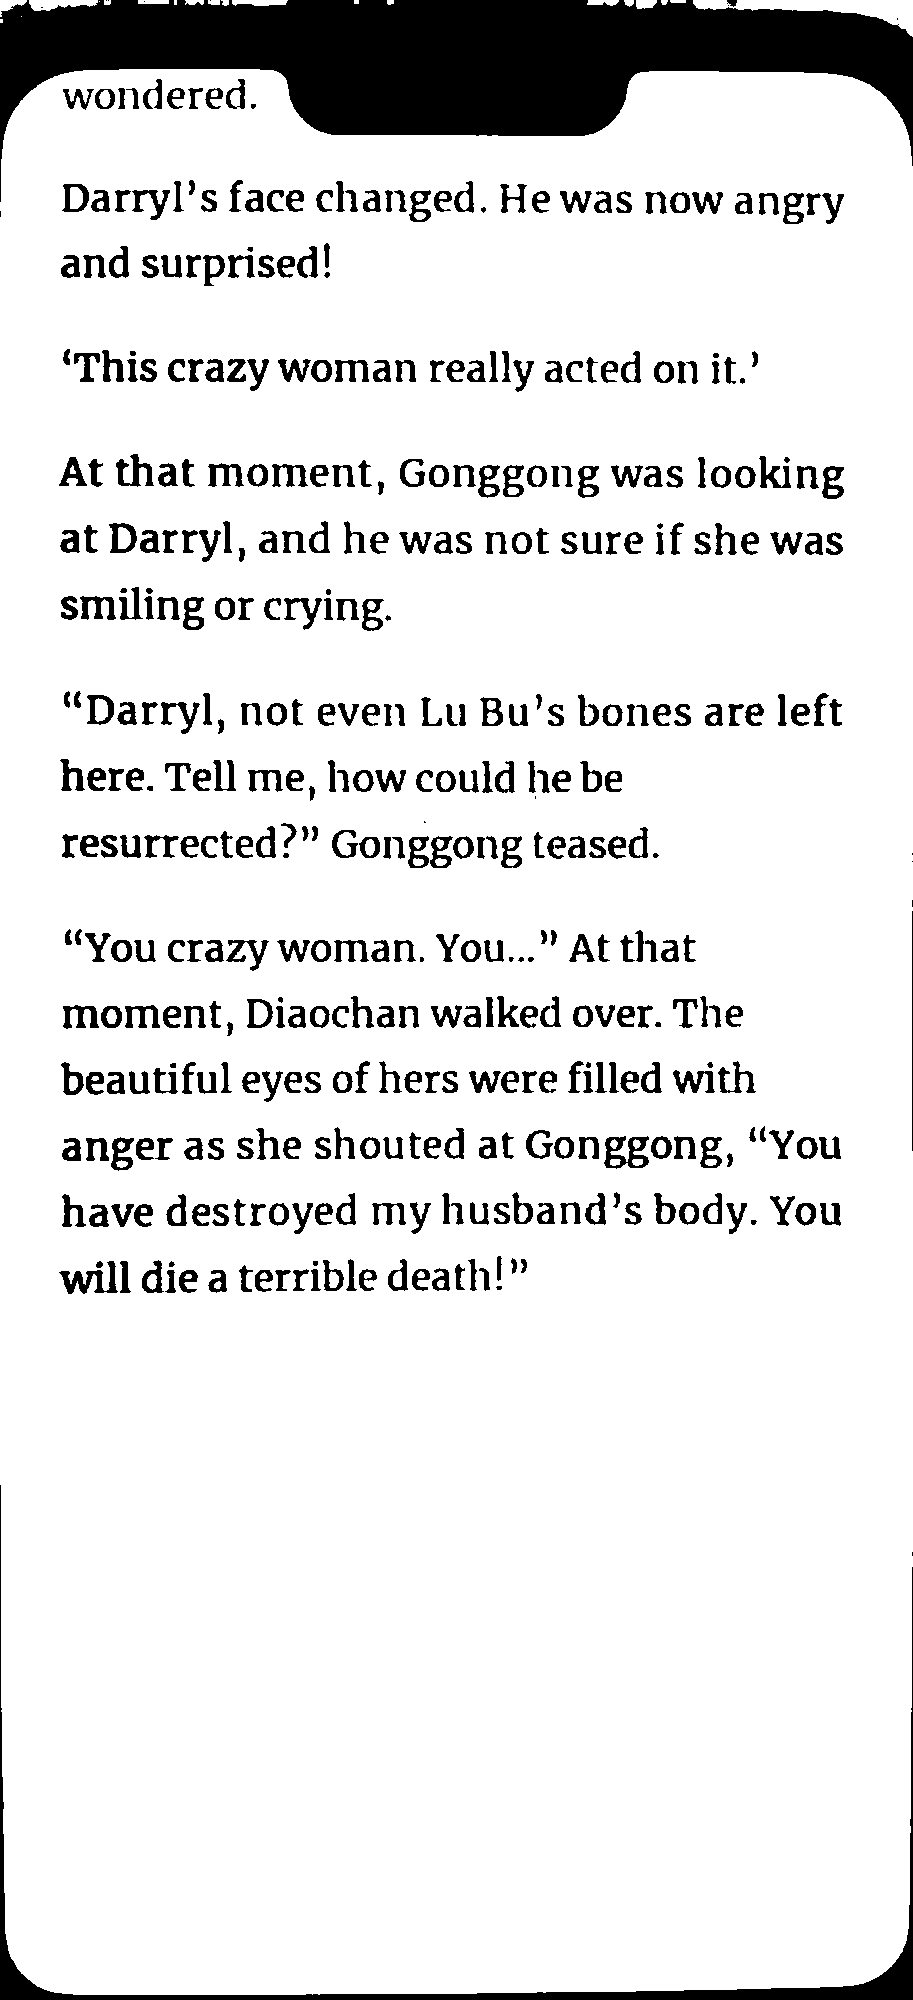 wondered.
Darryl’s face changed. He was now angry
and surprised!
‘This crazy woman really acted on it.’
At that moment, Gonggong was looking
at Darryl, and he was not sure if she was
smiling or crying.
“Darryl, not even Lu Bu’s bones are left
here. Tell me, how could he be
resurrected?” Gonggong teased.
“You crazy woman. You...” At that
moment, Diaochan walked over. The
beautiful eyes of hers were filled with
anger as she shouted at Gonggong, “You
have destroyed my husband’s body. You
will die a terrible death!”